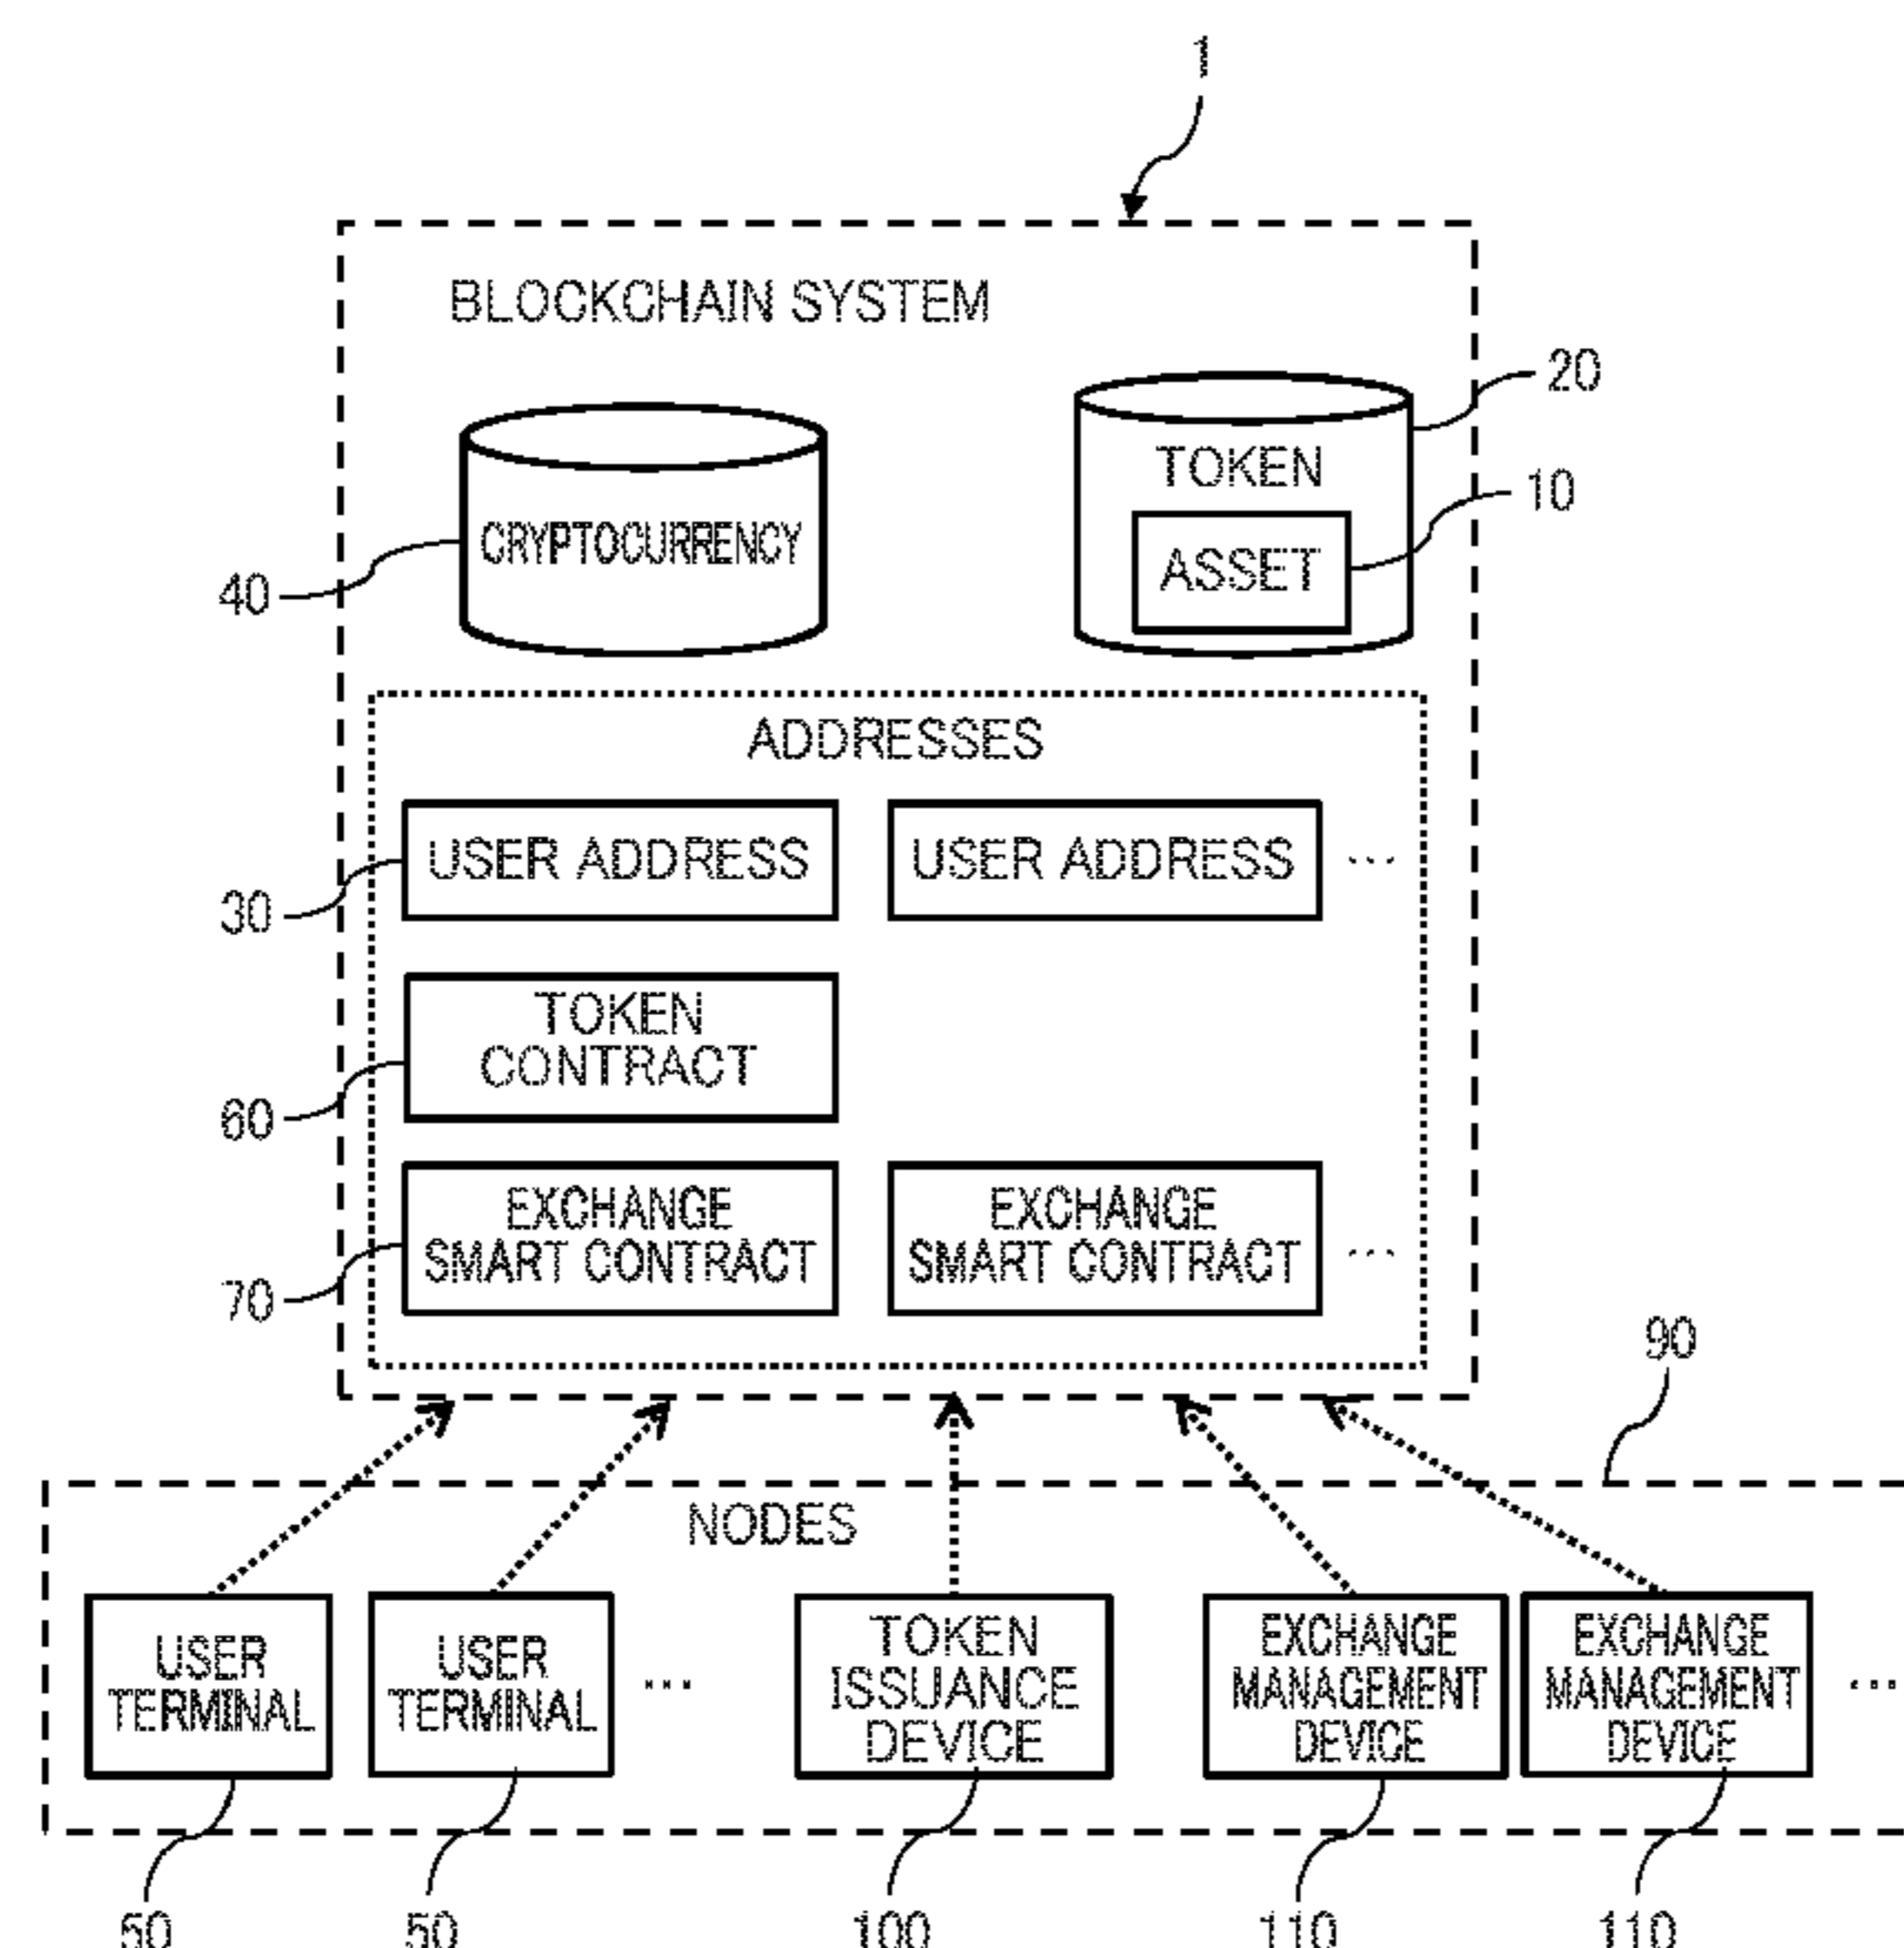 1
BLOCKCHAIN SYSTEM
20
TOKEN
10
CRYPTOCURRENCY
ASSET
40
ADDRESSES
USER ADDRESS
USER ADDRESS
...
30
TOKEN
CONTRACT
60
EXCHANGE
SMART CONTRACT
EXCHANGE
SMART CONTRACT
...
70
90
NODES
USER
TERMINAL
USER
TERMINAL
...
TOKEN
ISSUANCE
DEVICE
EXCHANGE
MANAGEMENT
DEVICE
EXCHANGE
MANAGEMENT
DEVICE
...
50
50
100
110
110